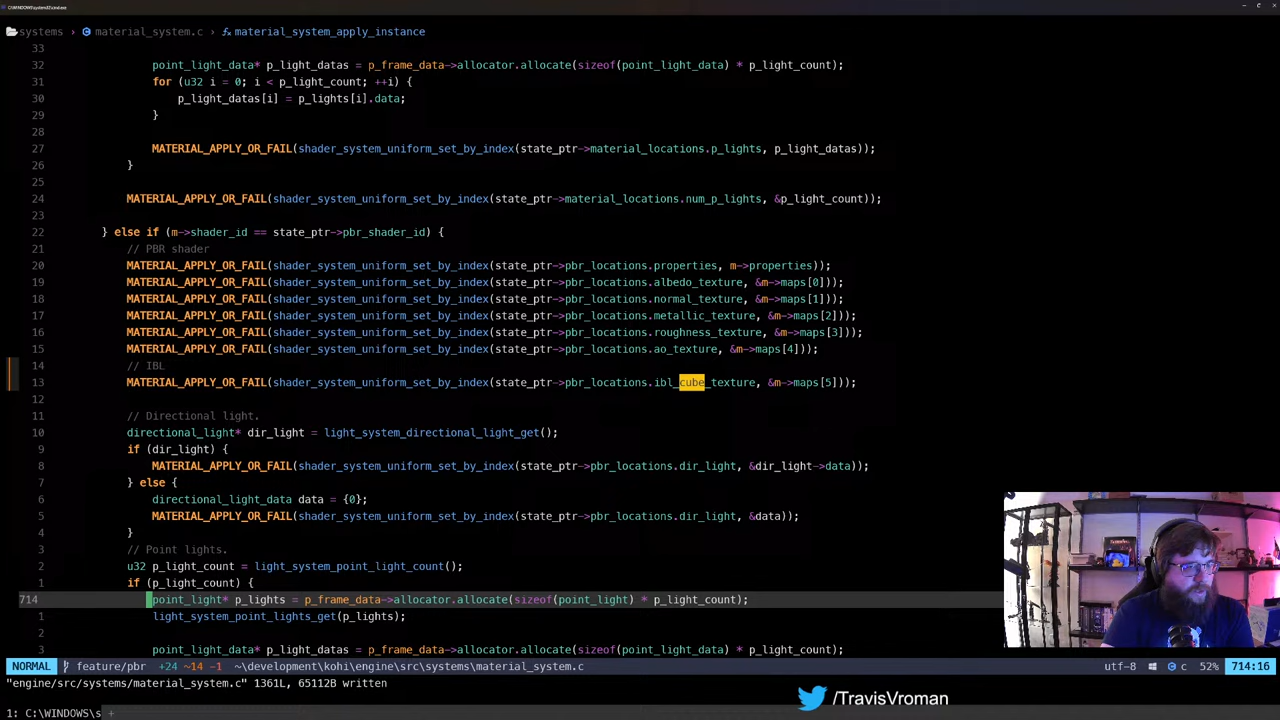 C:\WINDOWS\system32\cmd.exe
systems › material_system.c › material_system_apply_instance
33
32 point_light_data* p_light_datas = p_frame_data->allocator.allocate(sizeof(point_light_data) * p_light_count);
31 for (u32 i = 0; i < p_light_count; ++i) {
30 p_light_datas[i] = p_lights[i].data;
29 }
28
27 MATERIAL_APPLY_OR_FAIL(shader_system_uniform_set_by_index(state_ptr->material_locations.p_lights, p_light_datas));
26 }
25
24 MATERIAL_APPLY_OR_FAIL(shader_system_uniform_set_by_index(state_ptr->material_locations.num_p_lights, &p_light_count));
23
22 } else if (m->shader_id == state_ptr->pbr_shader_id) {
21 // PBR shader
20 MATERIAL_APPLY_OR_FAIL(shader_system_uniform_set_by_index(state_ptr->pbr_locations.properties, m->properties));
19 MATERIAL_APPLY_OR_FAIL(shader_system_uniform_set_by_index(state_ptr->pbr_locations.albedo_texture, &m->maps[0]));
18 MATERIAL_APPLY_OR_FAIL(shader_system_uniform_set_by_index(state_ptr->pbr_locations.normal_texture, &m->maps[1]));
17 MATERIAL_APPLY_OR_FAIL(shader_system_uniform_set_by_index(state_ptr->pbr_locations.metallic_texture, &m->maps[2]));
16 MATERIAL_APPLY_OR_FAIL(shader_system_uniform_set_by_index(state_ptr->pbr_locations.roughness_texture, &m->maps[3]));
15 MATERIAL_APPLY_OR_FAIL(shader_system_uniform_set_by_index(state_ptr->pbr_locations.ao_texture, &m->maps[4]));
14 // IBL
13 MATERIAL_APPLY_OR_FAIL(shader_system_uniform_set_by_index(state_ptr->pbr_locations.ibl_cube_texture, &m->maps[5]));
12
11 // Directional light.
10 directional_light* dir_light = light_system_directional_light_get();
9 if (dir_light) {
8 MATERIAL_APPLY_OR_FAIL(shader_system_uniform_set_by_index(state_ptr->pbr_locations.dir_light, &dir_light->data));
7 } else {
6 directional_light_data data = {0};
5 MATERIAL_APPLY_OR_FAIL(shader_system_uniform_set_by_index(state_ptr->pbr_locations.dir_light, &data));
4 }
3 // Point lights.
2 u32 p_light_count = light_system_point_light_count();
1 if (p_light_count) {
714 point_light* p_lights = p_frame_data->allocator.allocate(sizeof(point_light) * p_light_count);
1 light_system_point_lights_get(p_lights);
2
3 point_light_data* p_light_datas = p_frame_data->allocator.allocate(sizeof(point_light_data) * p_light_count);
NORMAL feature/pbr +24 ~14 -1 ~\development\kohi\engine\src\systems\material_system.c utf-8 c 52% 714:16
"engine/src/systems/material_system.c" 1361L, 65112B written
/TravisVroman
1: C:\WINDOWS\s +